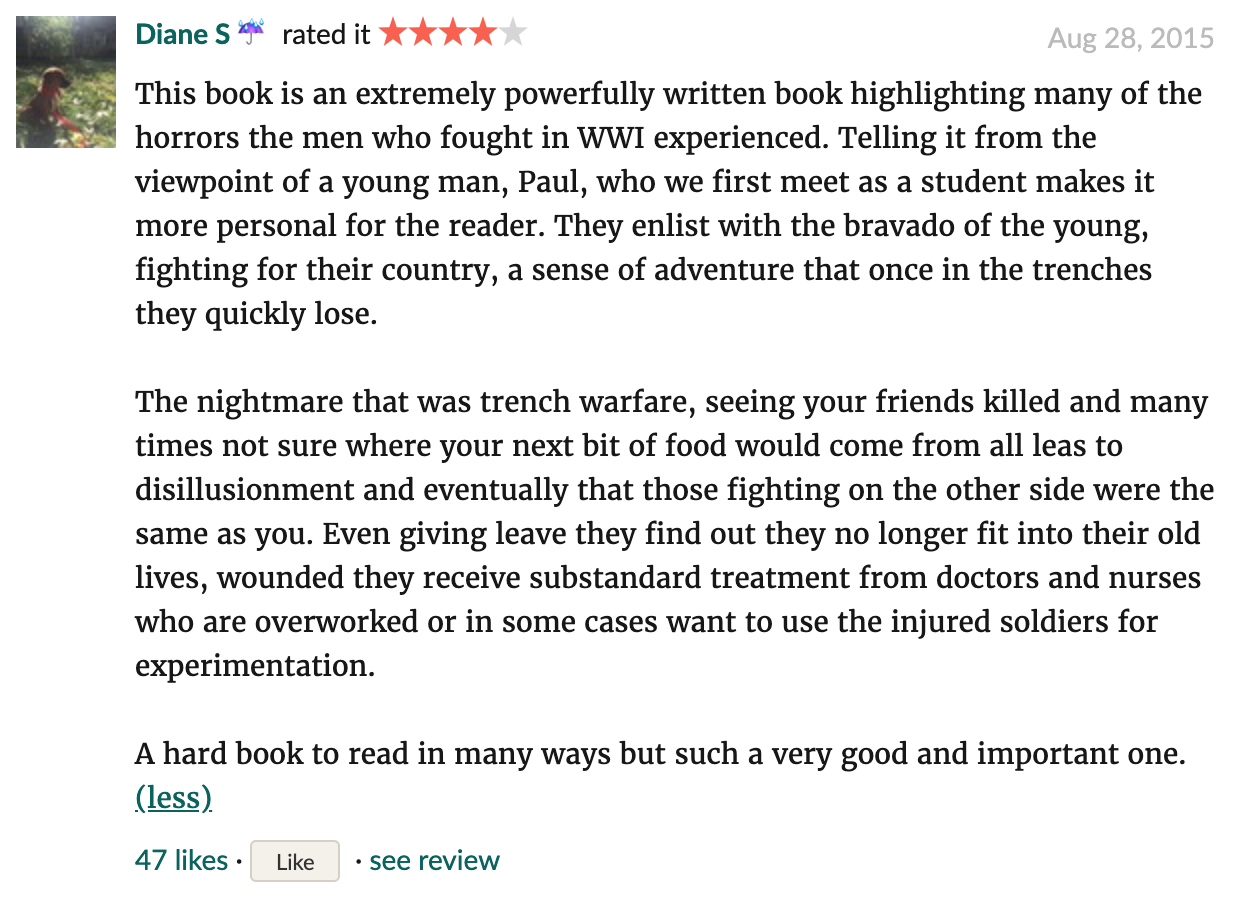 Diane S ☔ rated it Aug 28, 2015
This book is an extremely powerfully written book highlighting many of the
horrors the men who fought in WWI experienced. Telling it from the
viewpoint of a young man, Paul, who we first meet as a student makes it
more personal for the reader. They enlist with the bravado of the young,
fighting for their country, a sense of adventure that once in the trenches
they quickly lose.
The nightmare that was trench warfare, seeing your friends killed and many
times not sure where your next bit of food would come from all leas to
disillusionment and eventually that those fighting on the other side were the
same as you. Even giving leave they find out they no longer fit into their old
lives, wounded they receive substandard treatment from doctors and nurses
who are overworked or in some cases want to use the injured soldiers for
experimentation.
A hard book to read in many ways but such a very good and important one.
(less)
47 likes · Like · see review